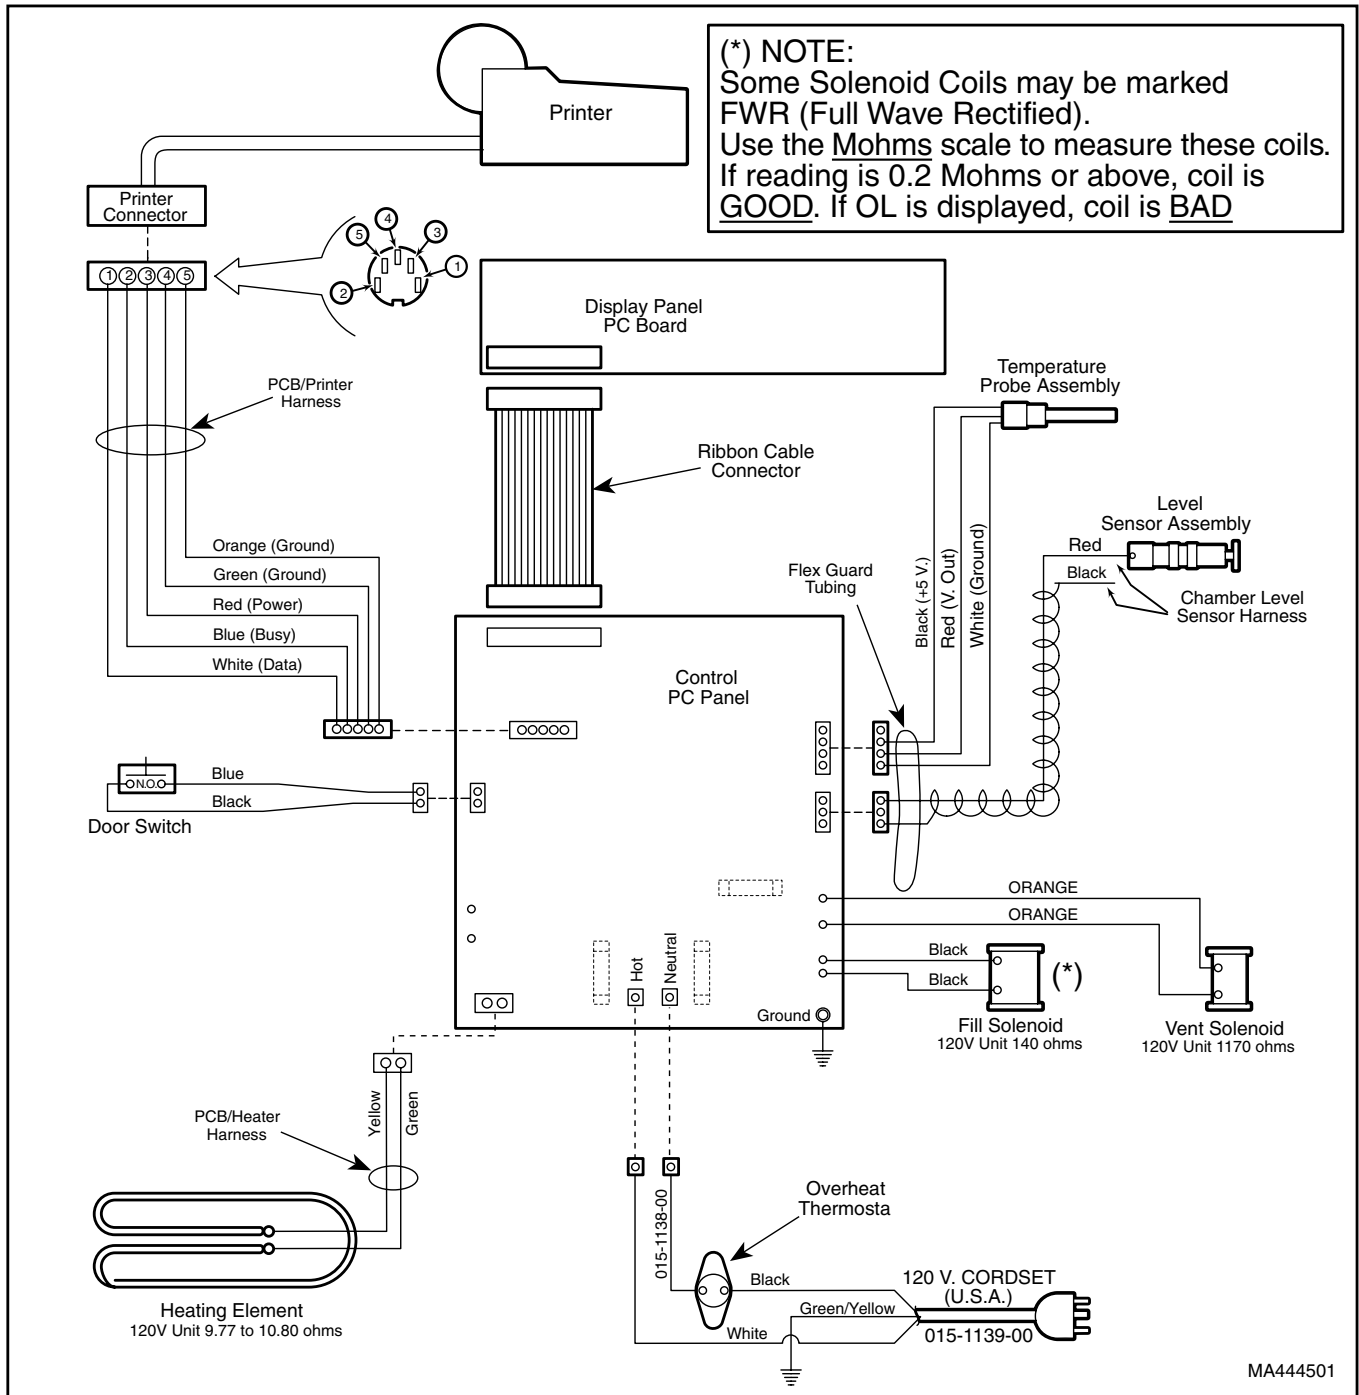 (*) NOTE:
Some Solenoid Coils may be marked
FWR (Full Wave Rectified).
Use the Mohms scale to measure these coils.
If reading is 0.2 Mohms or above, coil is
GOOD. If OL is displayed, coil is BAD
Printer
Printer
Connector
1 2 3 4 5
4
5
3
1
2
Display Panel
PC Board
PCB/Printer
Harness
Ribbon Cable
Connector
Temperature
Probe Assembly
Black (+5 V.)
Red (V. Out)
White (Ground)
Level
Sensor Assembly
Red
Black
Chamber Level
Sensor Harness
Flex Guard
Tubing
Orange (Ground)
Green (Ground)
Red (Power)
Blue (Busy)
White (Data)
Control
PC Panel
N.O.
Blue
Black
Door Switch
ORANGE
ORANGE
Black
Black
(*)
Hot
Neutral
Ground
Fill Solenoid
120V Unit 140 ohms
Vent Solenoid
120V Unit 1170 ohms
Yellow
Green
PCB/Heater
Harness
Heating Element
120V Unit 9.77 to 10.80 ohms
015-1138-00
Overheat
Thermosta
Black
Green/Yellow
White
120 V. CORDSET
(U.S.A.)
015-1139-00
MA444501